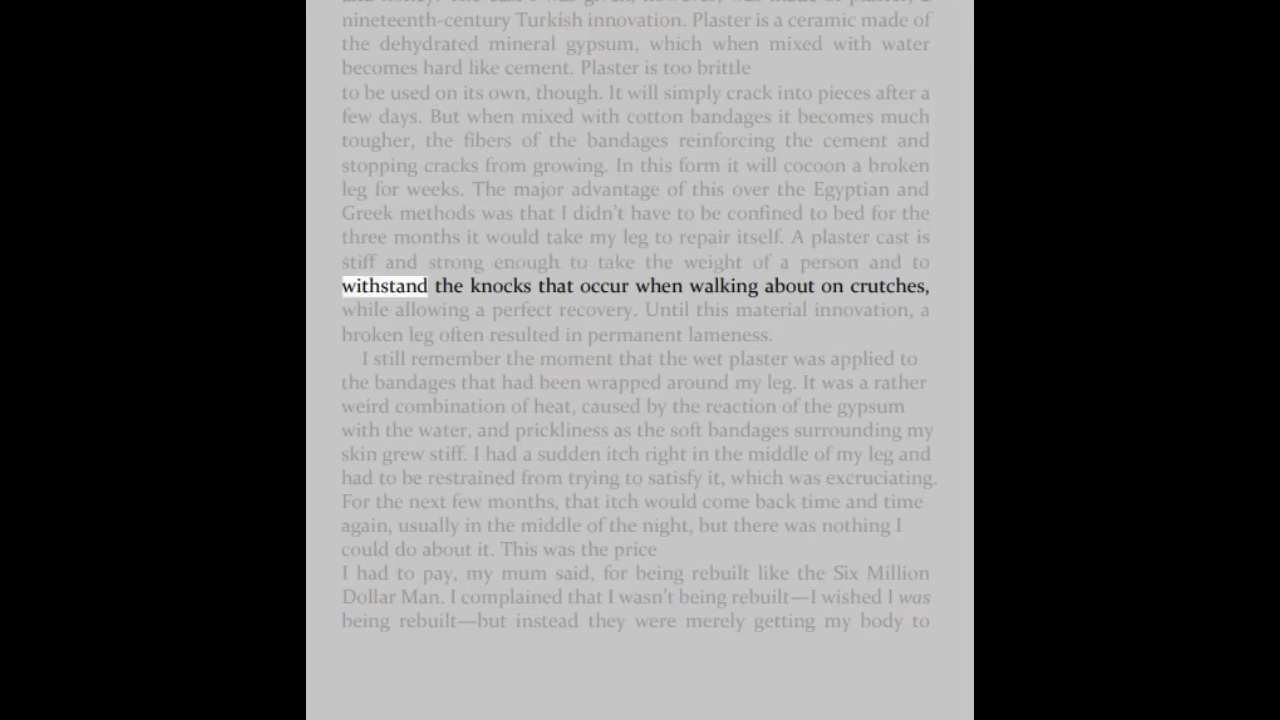 and honey. The cast I was given, however, was made of plaster, a
nineteenth-century Turkish innovation. Plaster is a ceramic made of
the dehydrated mineral gypsum, which when mixed with water
becomes hard like cement. Plaster is too brittle
to be used on its own, though. It will simply crack into pieces after a
few days. But when mixed with cotton bandages it becomes much
tougher, the fibers of the bandages reinforcing the cement and
stopping cracks from growing. In this form it will cocoon a broken
leg for weeks. The major advantage of this over the Egyptian and
Greek methods was that I didn’t have to be confined to bed for the
three months it would take my leg to repair itself. A plaster cast is
stiff and strong enough to take the weight of a person and to
withstand the knocks that occur when walking about on crutches,
while allowing a perfect recovery. Until this material innovation, a
broken leg often resulted in permanent lameness.
I still remember the moment that the wet plaster was applied to
the bandages that had been wrapped around my leg. It was a rather
weird combination of heat, caused by the reaction of the gypsum
with the water, and prickliness as the soft bandages surrounding my
skin grew stiff. I had a sudden itch right in the middle of my leg and
had to be restrained from trying to satisfy it, which was excruciating.
For the next few months, that itch would come back time and time
again, usually in the middle of the night, but there was nothing I
could do about it. This was the price
I had to pay, my mum said, for being rebuilt like the Six Million
Dollar Man. I complained that I wasn’t being rebuilt—I wished I was
being rebuilt—but instead they were merely getting my body to